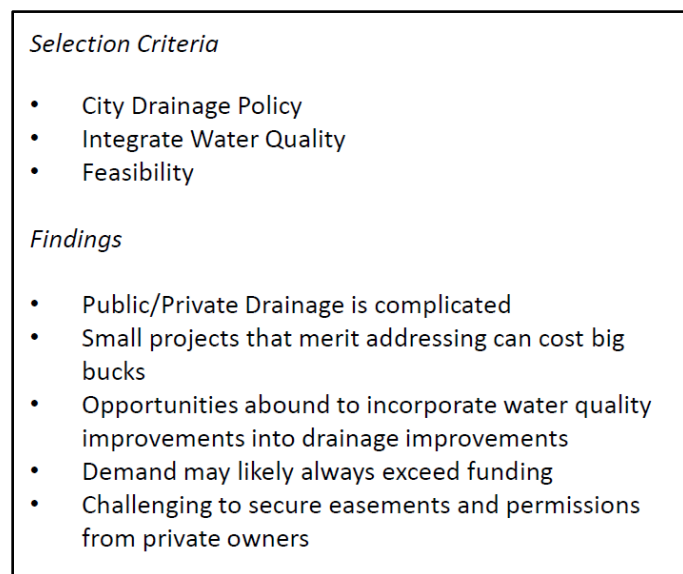 Selection Criteria
• City Drainage Policy
• Integrate Water Quality
• Feasibility
Findings
• Public/Private Drainage is complicated
• Small projects that merit addressing can cost big
bucks
• Opportunities abound to incorporate water quality
improvements into drainage improvements
• Demand may likely always exceed funding
• Challenging to secure easements and permissions
from private owners